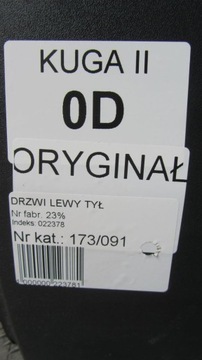 KUGA II
0D
ORYGINAŁ
DRZWI LEWY TYŁ
Nr fabr. 23%
Indeks: 022378
Nr kat.: 173/091